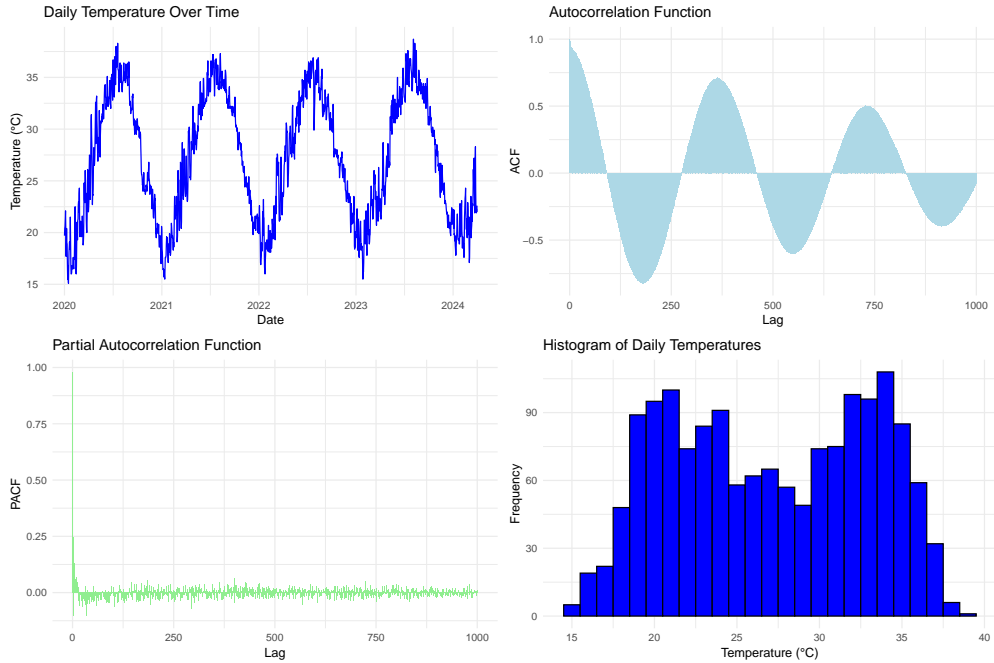 Daily Temperature Over Time
35
30
25
20
15
Temperature (°C)
2020 2021 2022 2023 2024
Date
Autocorrelation Function
1.0
0.5
0.0
−0.5
ACF
0 250 500 750 1000
Lag
Partial Autocorrelation Function
1.00
0.75
0.50
0.25
0.00
PACF
0 250 500 750 1000
Lag
Histogram of Daily Temperatures
90
60
30
0
Frequency
15 20 25 30 35 40
Temperature (°C)